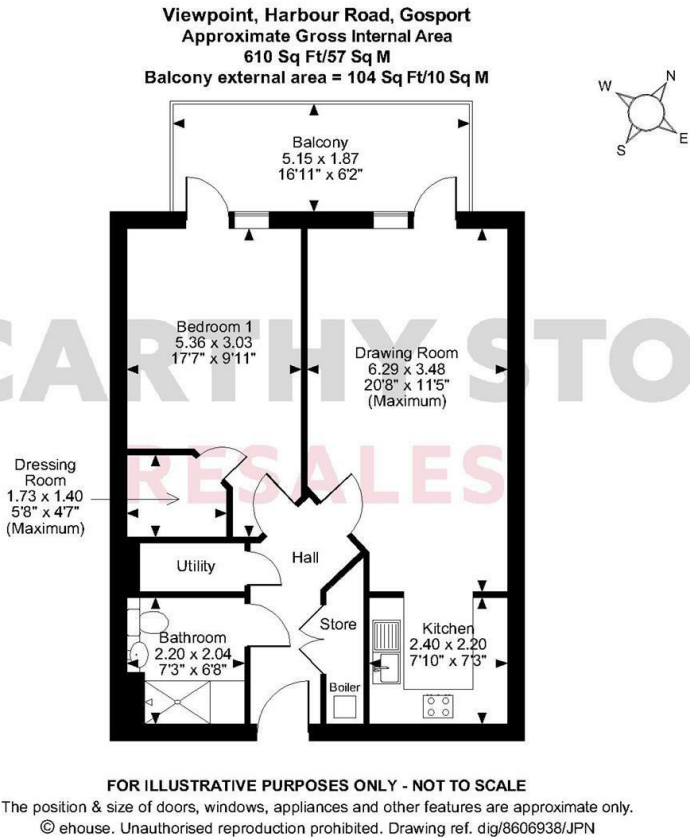 Viewpoint, Harbour Road, Gosport
Approximate Gross Internal Area
610 Sq Ft/57 Sq M
Balcony external area = 104 Sq Ft/10 Sq M
N
W
E
S
Balcony
5.15 x 1.87
16'11" x 6'2"
Bedroom 1
5.36 x 3.03
17'7" x 9'11"
Drawing Room
6.29 x 3.48
20'8" x 11'5"
(Maximum)
CARTHY STO
RESALES
Dressing
Room
1.73 x 1.40
5'8" x 4'7"
(Maximum)
Utility
Hall
Store
Bathroom
2.20 x 2.04
7'3" x 6'8"
Kitchen
2.40 x 2.20
7'10" x 7'3"
Boiler
FOR ILLUSTRATIVE PURPOSES ONLY - NOT TO SCALE
The position & size of doors, windows, appliances and other features are approximate only.
© ehouse. Unauthorised reproduction prohibited. Drawing ref. dig/8606938/JPN